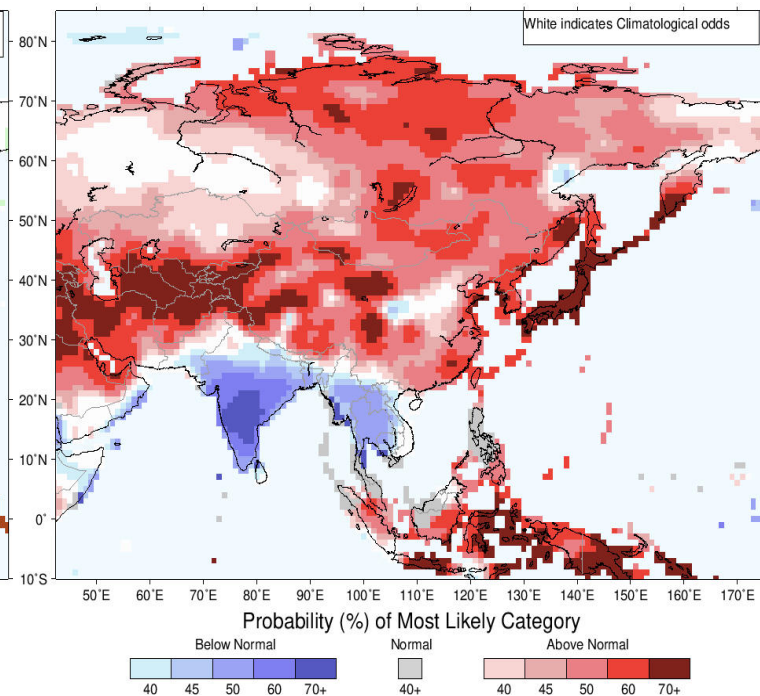 White indicates Climatological odds
80˚N
70˚N
60˚N
50˚N
40˚N
30˚N
20˚N
10˚N
0˚
10˚S
50˚E 60˚E 70˚E 80˚E 90˚E 100˚E 110˚E 120˚E 130˚E 140˚E 150˚E 160˚E 170˚E
Probability (%) of Most Likely Category
Below Normal Normal Above Normal
40 45 50 60 70+ 40+ 40 45 50 60 70+